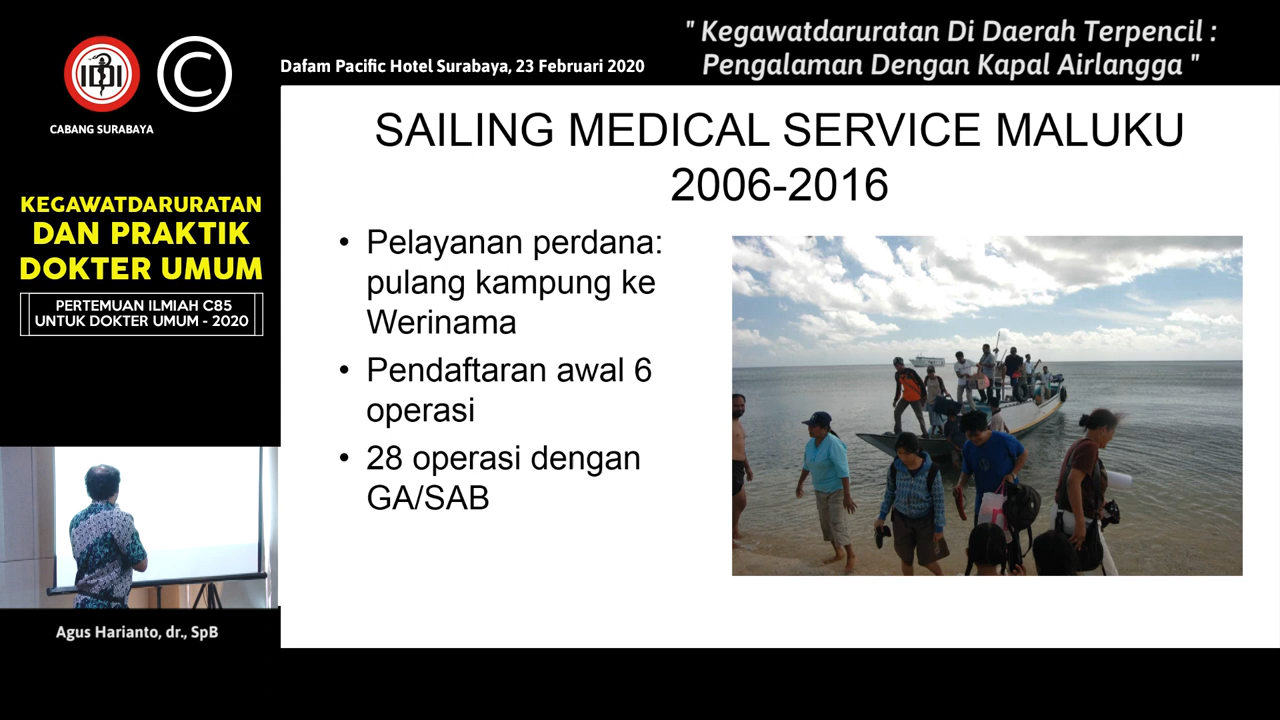 IDI
C
CABANG SURABAYA
Dafam Pacific Hotel Surabaya, 23 Februari 2020
" Kegawatdaruratan Di Daerah Terpencil :
Pengalaman Dengan Kapal Airlangga "
KEGAWATDARURATAN
DAN PRAKTIK
DOKTER UMUM
PERTEMUAN ILMIAH C85
UNTUK DOKTER UMUM - 2020
SAILING MEDICAL SERVICE MALUKU
2006-2016
• Pelayanan perdana:
pulang kampung ke
Werinama
• Pendaftaran awal 6
operasi
• 28 operasi dengan
GA/SAB
Agus Harianto, dr., SpB